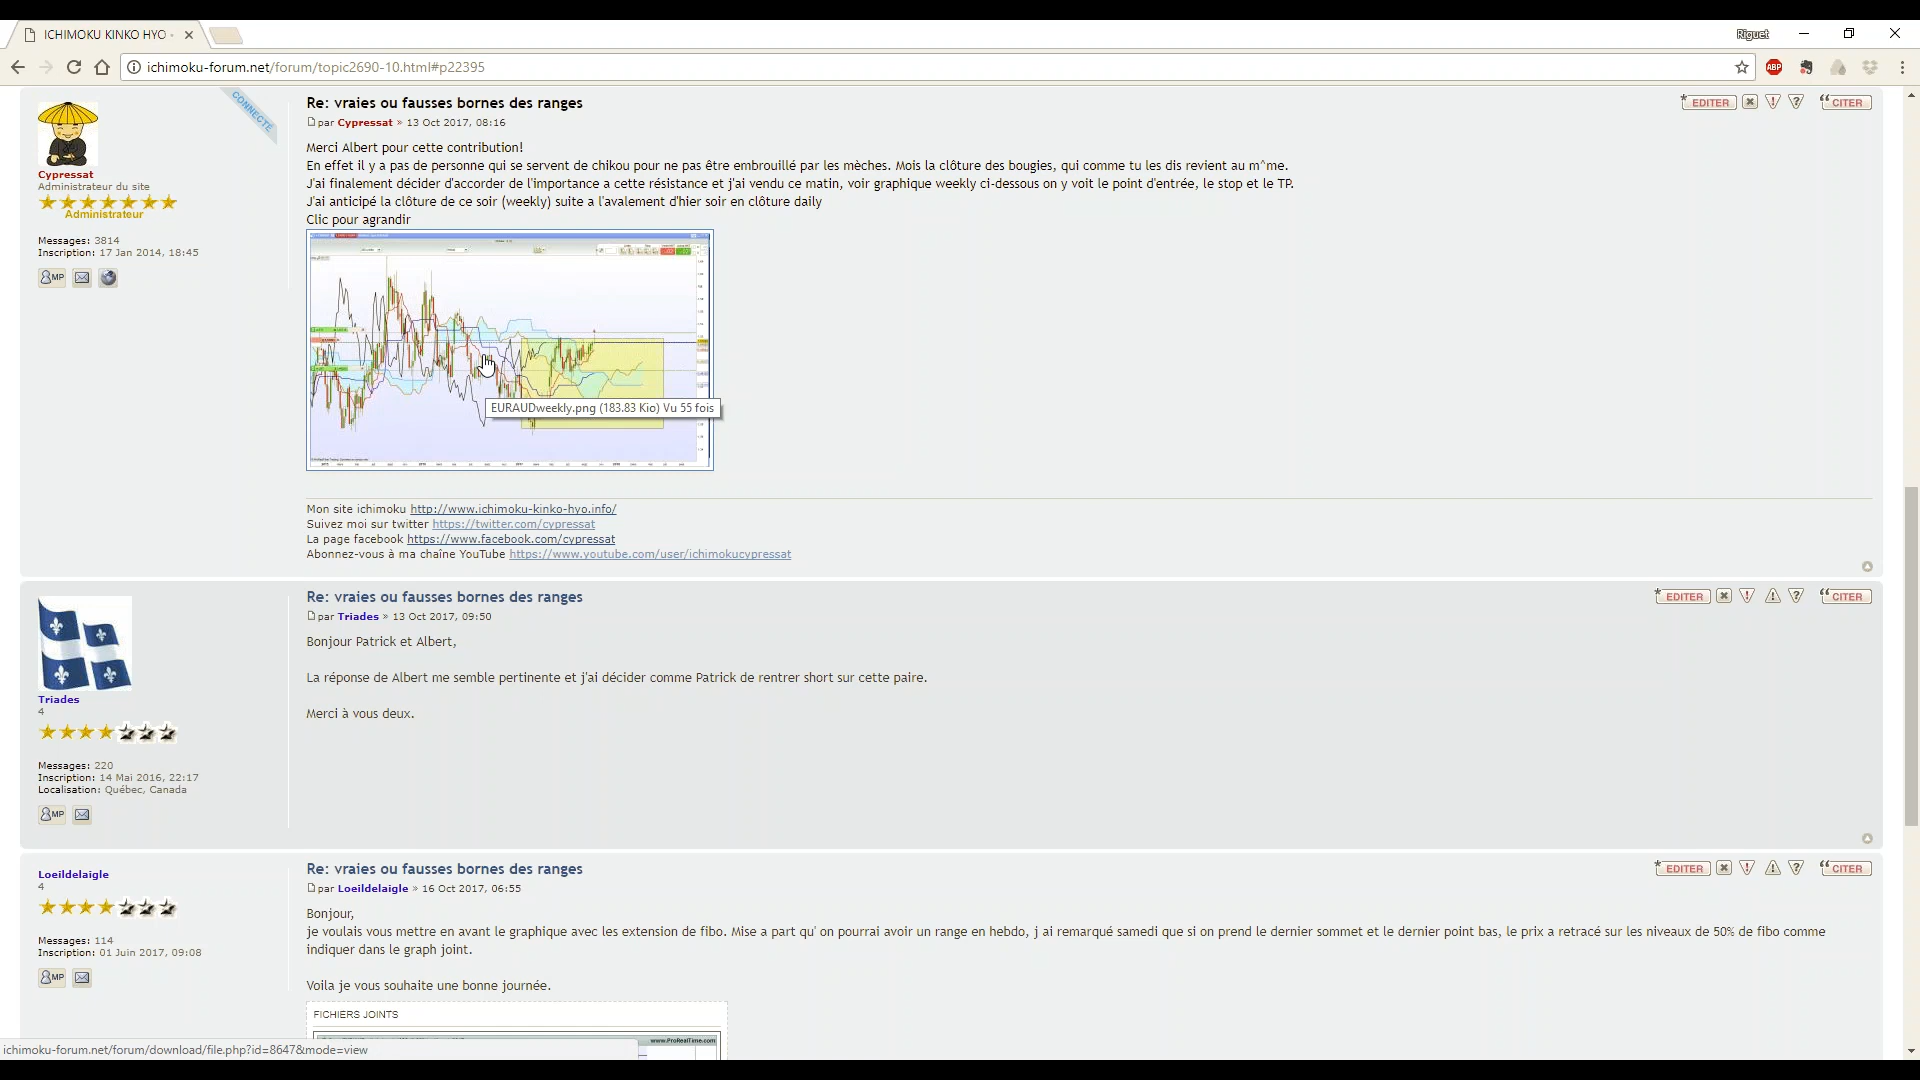 ICHIMOKU KINKO HYO -
Riguet
ichimoku-forum.net/forum/topic2690-10.html#p22395
ABP
CONNECTÉ
Cypressat
Administrateur du site
Administrateur
Messages: 3814
Inscription: 17 Jan 2014, 18:45
MP
Re: vraies ou fausses bornes des ranges
par Cypressat » 13 Oct 2017, 08:16
EDITER
CITER
Merci Albert pour cette contribution!
En effet il y a pas de personne qui se servent de chikou pour ne pas être embrouillé par les mèches. Mois la clôture des bougies, qui comme tu les dis revient au m^me.
J'ai finalement décider d'accorder de l'importance a cette résistance et j'ai vendu ce matin, voir graphique weekly ci-dessous on y voit le point d'entrée, le stop et le TP.
J'ai anticipé la clôture de ce soir (weekly) suite a l'avalement d'hier soir en clôture daily
Clic pour agrandir
EURAUDweekly.png (183.83 Kio) Vu 55 fois
Mon site ichimoku http://www.ichimoku-kinko-hyo.info/
Suivez moi sur twitter https://twitter.com/cypressat
La page facebook https://www.facebook.com/cypressat
Abonnez-vous à ma chaîne YouTube https://www.youtube.com/user/ichimokucypressat
Triades
4
Messages: 220
Inscription: 14 Mai 2016, 22:17
Localisation: Québec, Canada
MP
Re: vraies ou fausses bornes des ranges
par Triades » 13 Oct 2017, 09:50
EDITER
CITER
Bonjour Patrick et Albert,
La réponse de Albert me semble pertinente et j'ai décider comme Patrick de rentrer short sur cette paire.
Merci à vous deux.
Loeildelaigle
4
Messages: 114
Inscription: 01 Juin 2017, 09:08
MP
Re: vraies ou fausses bornes des ranges
par Loeildelaigle » 16 Oct 2017, 06:55
EDITER
CITER
Bonjour,
je voulais vous mettre en avant le graphique avec les extension de fibo. Mise a part qu' on pourrai avoir un range en hebdo, j ai remarqué samedi que si on prend le dernier sommet et le dernier point bas, le prix a retracé sur les niveaux de 50% de fibo comme
indiquer dans le graph joint.
Voila je vous souhaite une bonne journée.
FICHIERS JOINTS
www.ProRealTime.com
ichimoku-forum.net/forum/download/file.php?id=8647&mode=view